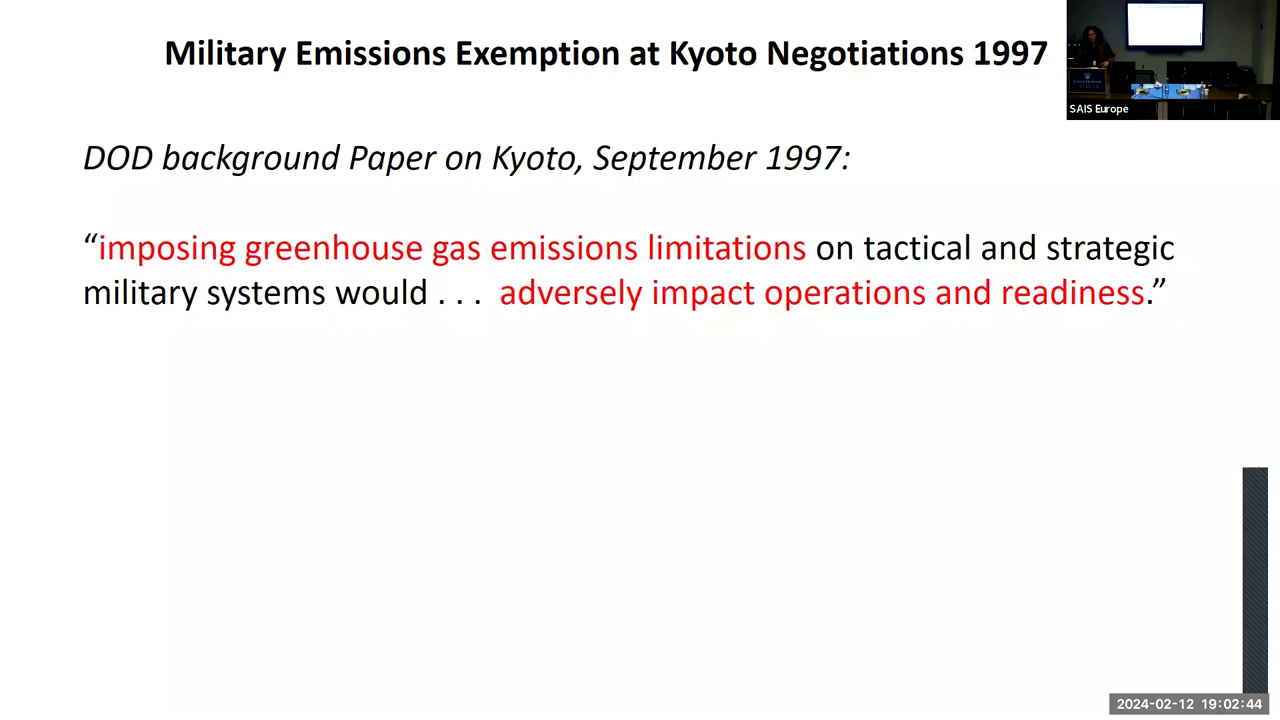 Military Emissions Exemption at Kyoto Negotiations 1997
SAIS Europe
DOD background Paper on Kyoto, September 1997:
“imposing greenhouse gas emissions limitations on tactical and strategic
military systems would . . . adversely impact operations and readiness.”
2024-02-12 19:02:44